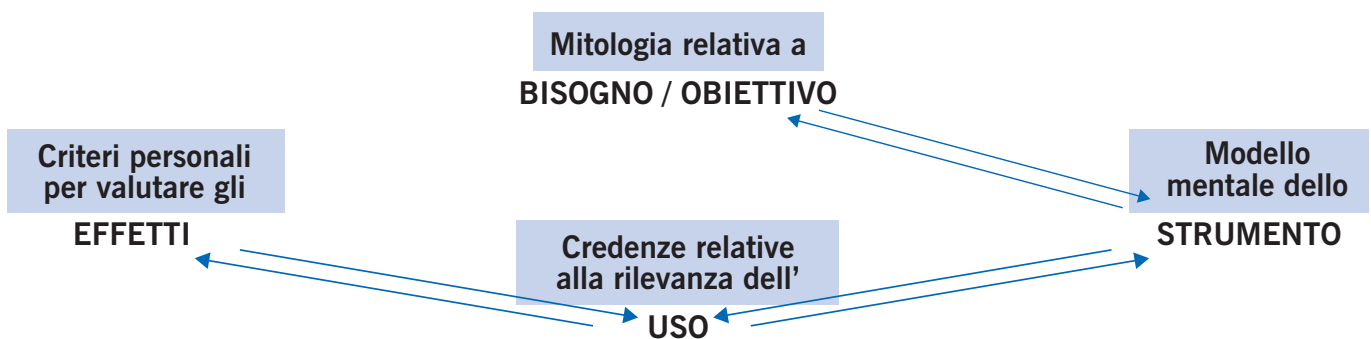 Mitologia relativa a
BISOGNO / OBIETTIVO
Criteri personali
per valutare gli
EFFETTI
Modello
mentale dello
STRUMENTO
Credenze relative
alla rilevanza dell'
USO